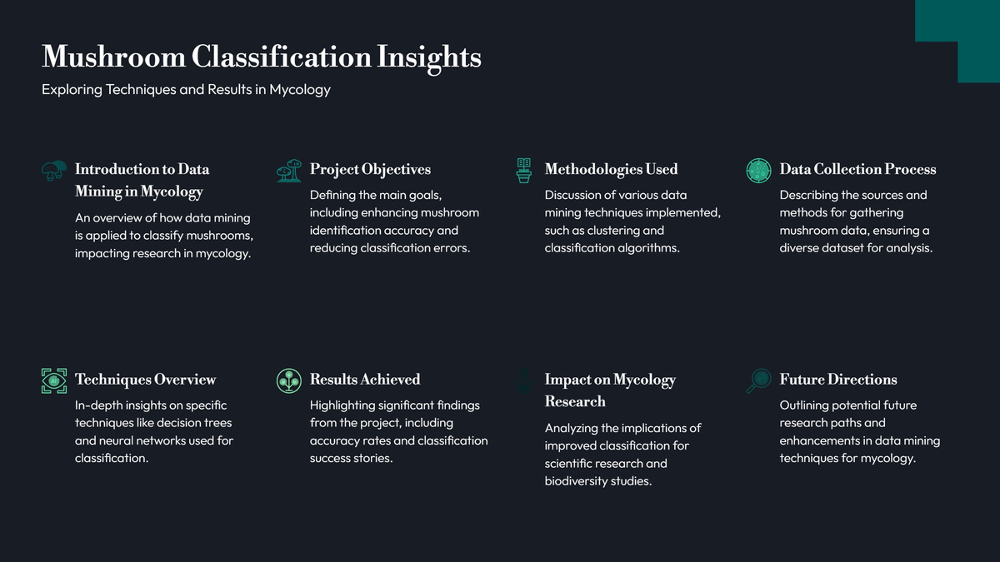 Mushroom Classification Insights
Exploring Techniques and Results in Mycology
Introduction to Data
Mining in Mycology
An overview of how data mining
is applied to classify mushrooms,
impacting research in mycology.
Project Objectives
Defining the main goals,
including enhancing mushroom
identification accuracy and
reducing classification errors.
Methodologies Used
Discussion of various data
mining techniques implemented,
such as clustering and
classification algorithms.
Data Collection Process
Describing the sources and
methods for gathering
mushroom data, ensuring a
diverse dataset for analysis.
Techniques Overview
In-depth insights on specific
techniques like decision trees
and neural networks used for
classification.
Results Achieved
Highlighting significant findings
from the project, including
accuracy rates and classification
success stories.
Impact on Mycology
Research
Analyzing the implications of
improved classification for
scientific research and
biodiversity studies.
Future Directions
Outlining potential future
research paths and
enhancements in data mining
techniques for mycology.